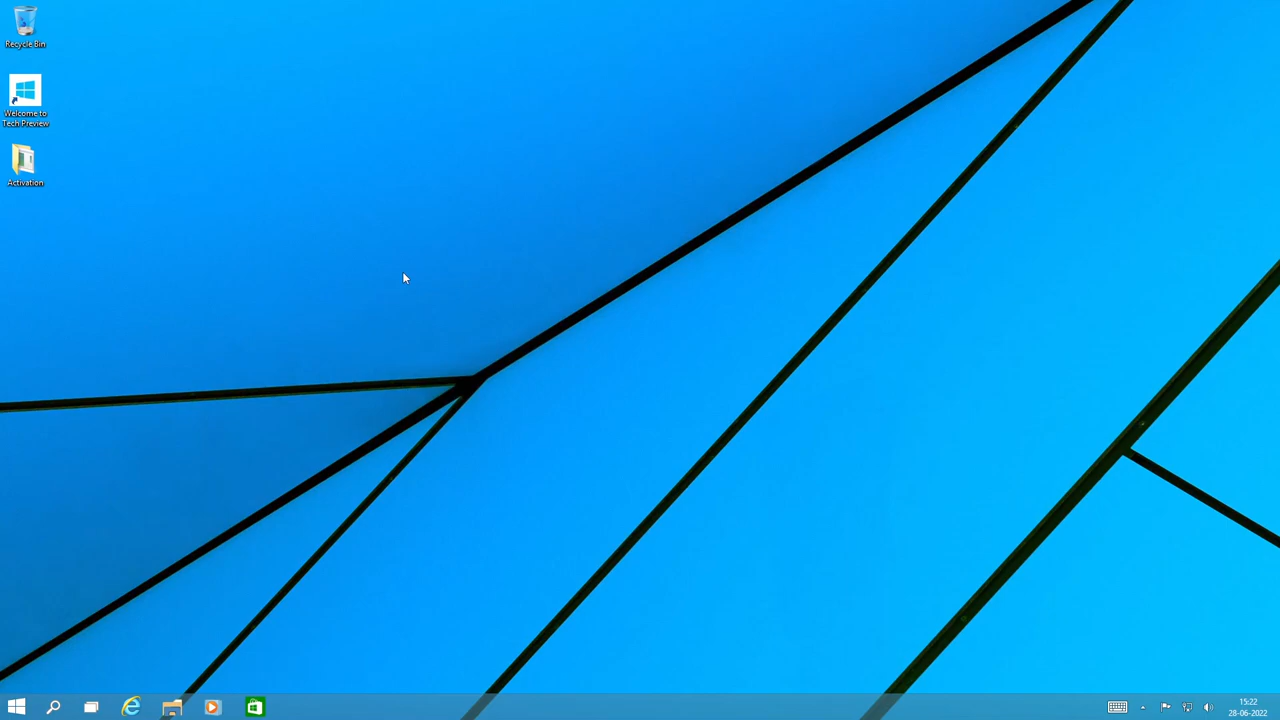 Recycle Bin
Welcome to
Tech Preview
Activation
15:22
28-06-2022